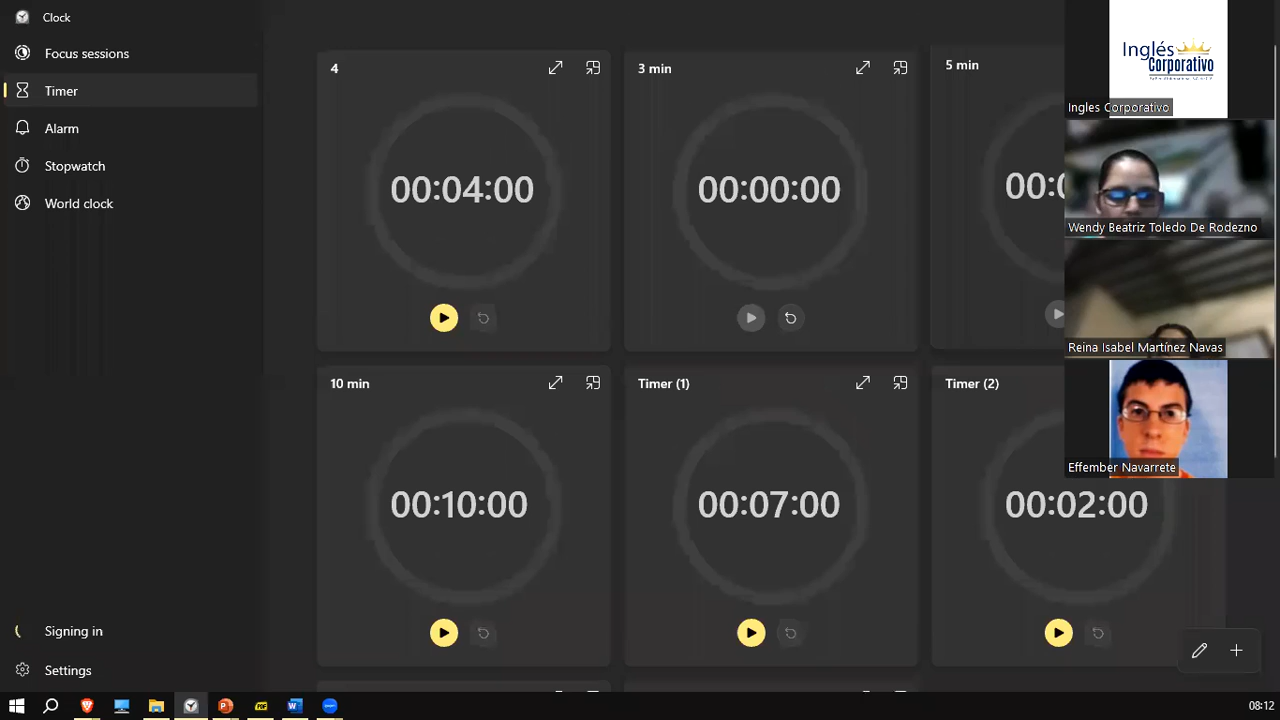 Clock
Focus sessions
Timer
Alarm
Stopwatch
World clock
Signing in
Settings
4
00:04:00
3 min
00:00:00
5 min
00:0
10 min
00:10:00
Timer (1)
00:07:00
Timer (2)
00:02:00
Inglés
Corporativo
Ingles Corporativo
Wendy Beatriz Toledo De Rodezno
Reina Isabel Martínez Navas
Effember Navarrete
08:12